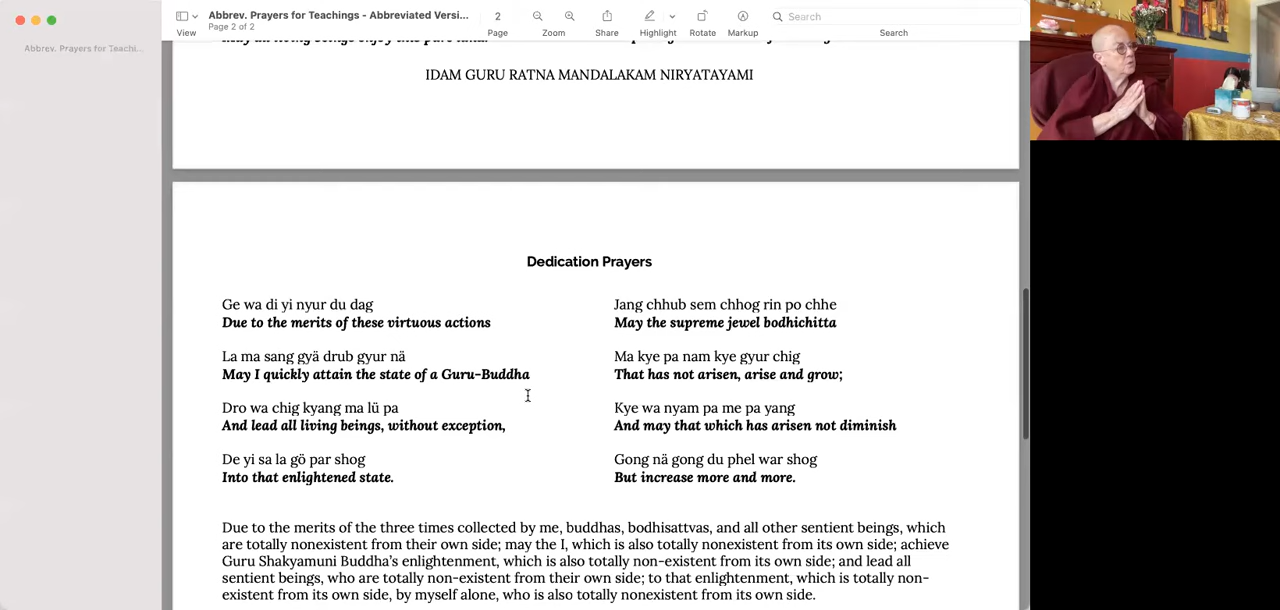 Abbrev. Prayers for Teachings - Abbreviated Versi...
Page 2 of 2
View
2
Page
Zoom
Share
Highlight
Rotate
Markup
Search
Search
Abbrev. Prayers for Teachi...
IDAM GURU RATNA MANDALAKAM NIRYATAYAMI
Dedication Prayers
Ge wa di yi nyur du dag
Due to the merits of these virtuous actions
La ma sang gyä drub gyur nä
May I quickly attain the state of a Guru-Buddha
Dro wa chig kyang ma lü pa
And lead all living beings, without exception,
De yi sa la gö par shog
Into that enlightened state.
Jang chhub sem chhog rin po chhe
May the supreme jewel bodhichitta
Ma kye pa nam kye gyur chig
That has not arisen, arise and grow;
Kye wa nyam pa me pa yang
And may that which has arisen not diminish
Gong nä gong du phel war shog
But increase more and more.
Due to the merits of the three times collected by me, buddhas, bodhisattvas, and all other sentient beings, which
are totally nonexistent from their own side; may the I, which is also totally nonexistent from its own side; achieve
Guru Shakyamuni Buddha's enlightenment, which is also totally non-existent from its own side; and lead all
sentient beings, who are totally non-existent from their own side; to that enlightenment, which is totally non-
existent from its own side, by myself alone, who is also totally nonexistent from its own side.